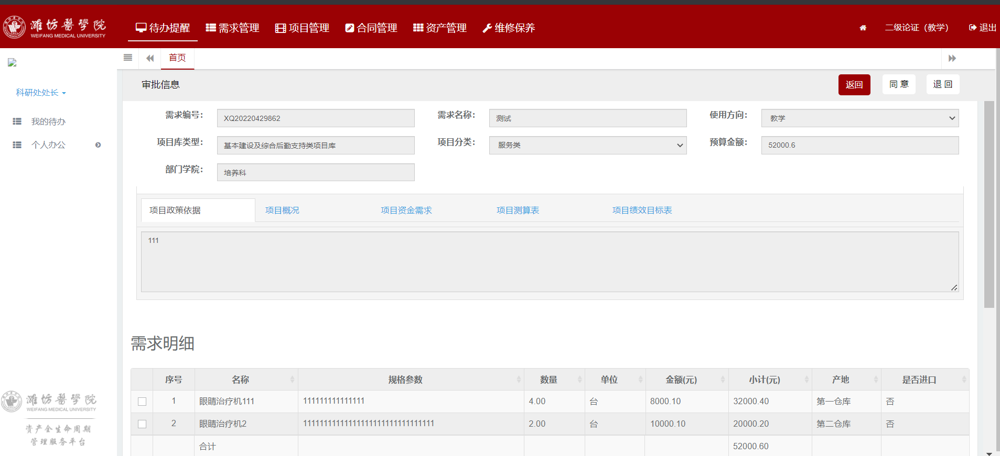 濰坊醫學院
WEIFANG MEDICAL UNIVERSITY
待办提醒 需求管理 项目管理 合同管理 资产管理 维修保养 二级论证（教学） 退出
首页
科研处处长
我的待办
个人办公
审批信息 返回 同 意 退 回
需求编号： XQ20220429862 需求名称： 测试 使用方向： 教学
项目库类型： 基本建设及综合后勤支持类项目库 项目分类： 服务类 预算金额： 52000.6
部门学院： 培养科
项目政策依据 项目概况 项目资金需求 项目测算表 项目绩效目标表
111
需求明细
序号 名称 规格参数 数量 单位 金额(元) 小计(元) 产地 是否进口
1 眼睛治疗机111 111111111111111 4.00 台 8000.10 32000.40 第一仓库 否
2 眼睛治疗机2 11111111111111111111111111111111 2.00 台 10000.10 20000.20 第二仓库 否
合计 52000.60
濰坊醫學院
WEIFANG MEDICAL UNIVERSITY
资产全生命周期
管理服务平台